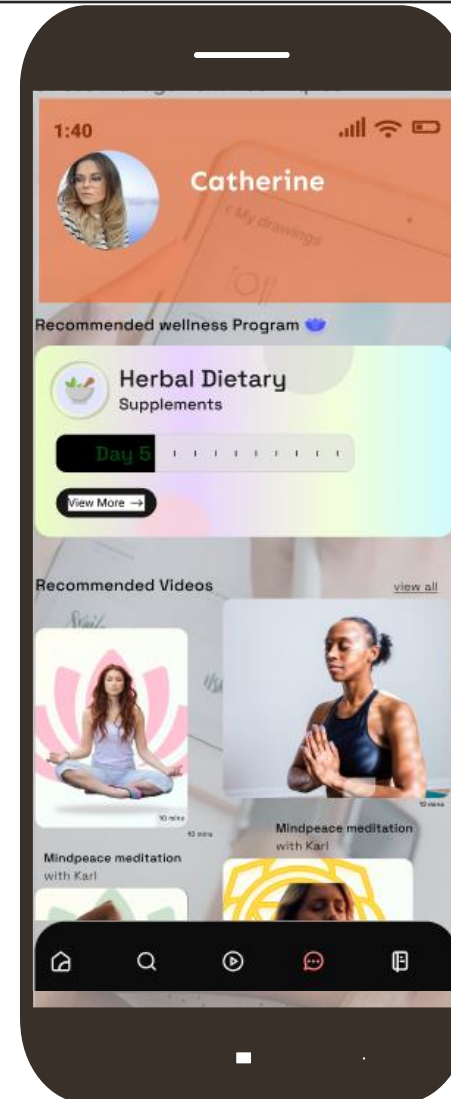 1:40
Catherine
< My drawings
Recommended wellness Program
Herbal Dietary
Supplements
Day 5
View More →
Recommended Videos
view all
10 mins
10 mins
10 mins
Mindpeace meditation
with Karl
Mindpeace meditation
with Karl